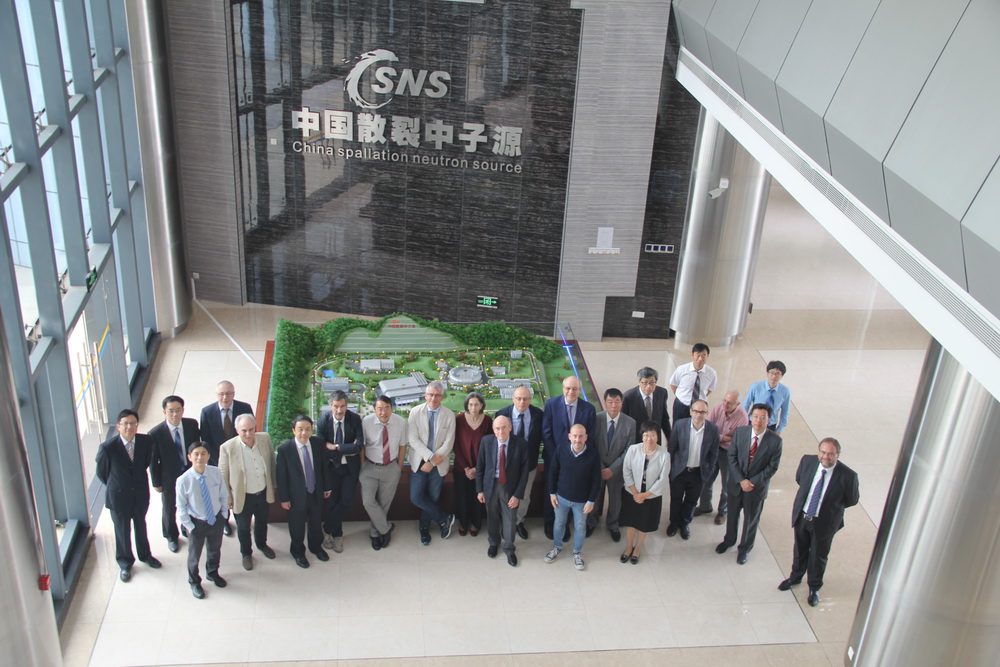 CSNS
中国散裂中子源
China spallation neutron source